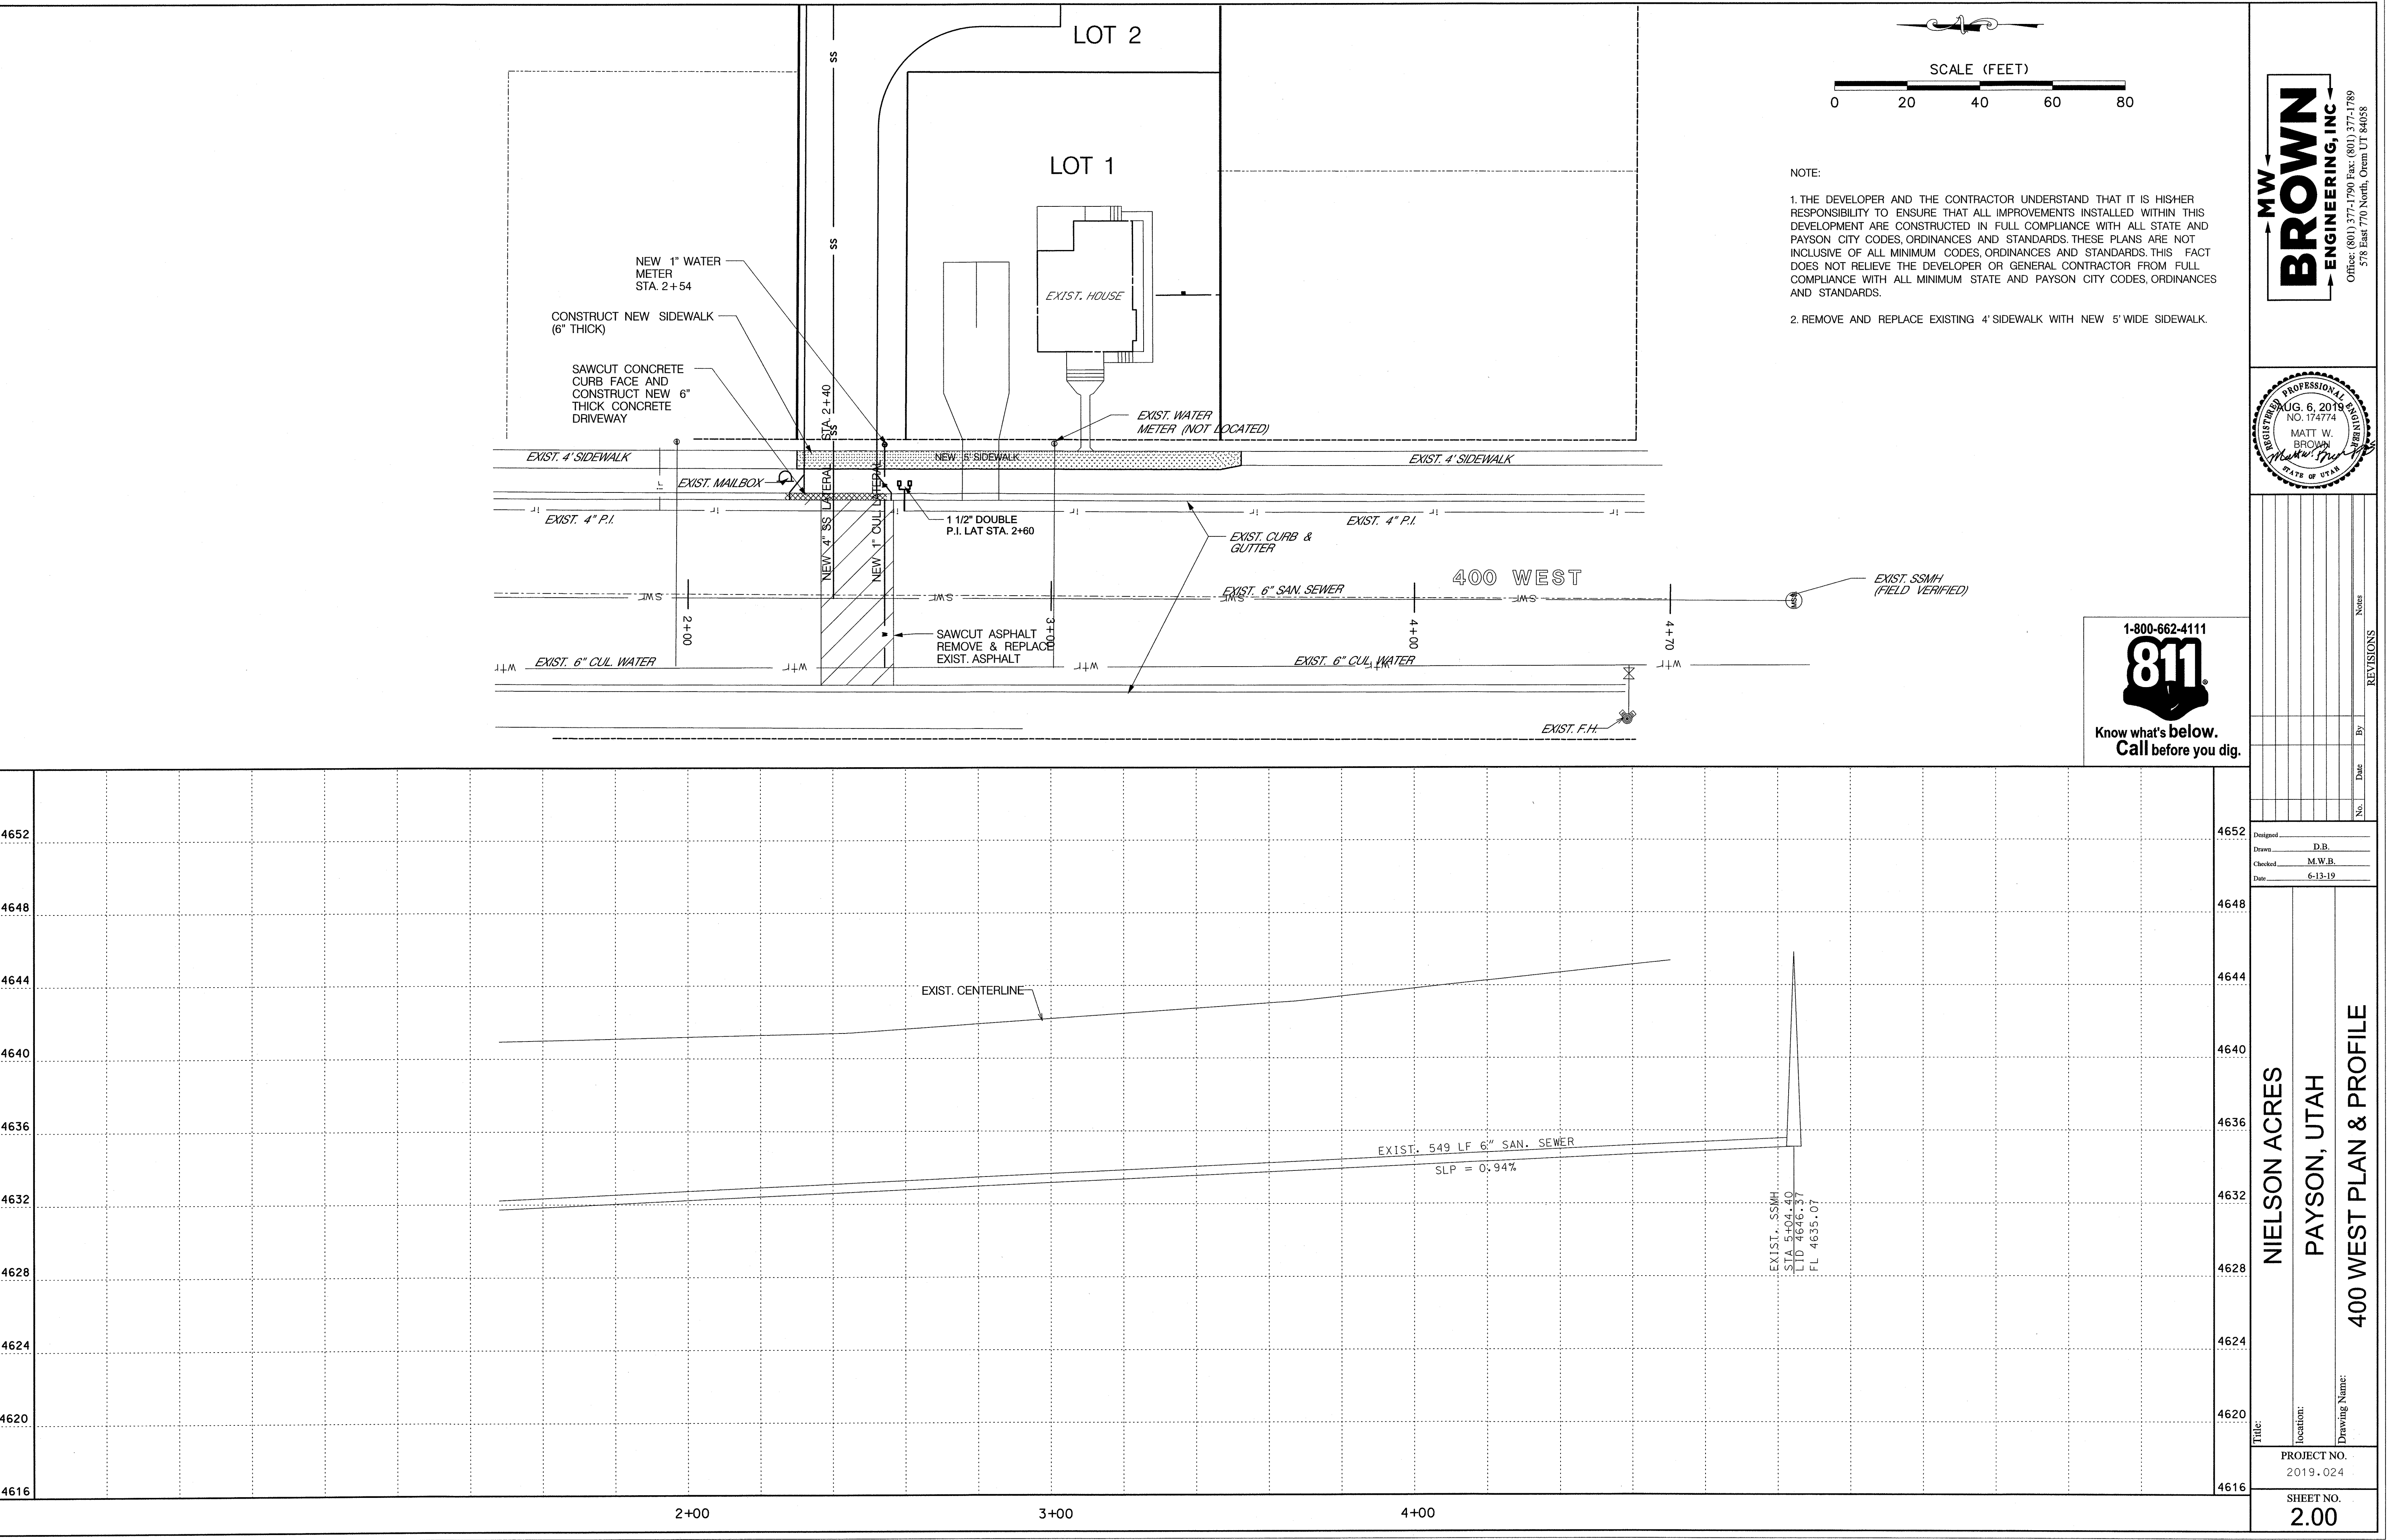 LOT 2
LOT 1
SS
SS
SS
NEW 1" WATER
METER
STA. 2+54
CONSTRUCT NEW SIDEWALK
(6" THICK)
SAWCUT CONCRETE
CURB FACE AND
CONSTRUCT NEW 6"
THICK CONCRETE
DRIVEWAY
EXIST. HOUSE
STA. 2+40
NEW 4" SS LATERAL
NEW 1" CUL LATERAL
EXIST. WATER
METER (NOT LOCATED)
EXIST. 4' SIDEWALK
NEW 5' SIDEWALK
EXIST. 4' SIDEWALK
EXIST. MAILBOX
EXIST. 4" P.I.
1 1/2" DOUBLE
P.I. LAT STA. 2+60
EXIST. 4" P.I.
EXIST. CURB &
GUTTER
EXIST. 6" SAN. SEWER
400 WEST
EXIST. SSMH
(FIELD VERIFIED)
2+00
3+00
4+00
4+70
SAWCUT ASPHALT
REMOVE & REPLACE
EXIST. ASPHALT
EXIST. 6" CUL. WATER
EXIST. 6" CUL. WATER
EXIST. F.H.
SCALE (FEET)
0 20 40 60 80
NOTE:
1. THE DEVELOPER AND THE CONTRACTOR UNDERSTAND THAT IT IS HIS/HER
RESPONSIBILITY TO ENSURE THAT ALL IMPROVEMENTS INSTALLED WITHIN THIS
DEVELOPMENT ARE CONSTRUCTED IN FULL COMPLIANCE WITH ALL STATE AND
PAYSON CITY CODES, ORDINANCES AND STANDARDS. THESE PLANS ARE NOT
INCLUSIVE OF ALL MINIMUM CODES, ORDINANCES AND STANDARDS. THIS FACT
DOES NOT RELIEVE THE DEVELOPER OR GENERAL CONTRACTOR FROM FULL
COMPLIANCE WITH ALL MINIMUM STATE AND PAYSON CITY CODES, ORDINANCES
AND STANDARDS.
2. REMOVE AND REPLACE EXISTING 4' SIDEWALK WITH NEW 5' WIDE SIDEWALK.
1-800-662-4111
811
Know what's below.
Call before you dig.
4652
4648
4644
4640
4636
4632
4628
4624
4620
4616
EXIST. CENTERLINE
EXIST. 549 LF 6" SAN. SEWER
SLP = 0.94%
EXIST. SSMH
STA 5+04.40
LID 4646.37
FL 4635.07
4652
4648
4644
4640
4636
4632
4628
4624
4620
4616
2+00
3+00
4+00
MW
BROWN
ENGINEERING, INC
Office: (801) 377-1790 Fax: (801) 377-1789
578 East 770 North, Orem UT 84058
REGISTERED PROFESSIONAL ENGINEER
AUG. 6, 2019
NO. 174774
MATT W.
BROWN
STATE OF UTAH
REVISIONS
No. Date By Notes
Designed
Drawn D.B.
Checked M.W.B.
Date 6-13-19
Title:
NIELSON ACRES
location:
PAYSON, UTAH
Drawing Name:
400 WEST PLAN & PROFILE
PROJECT NO.
2019.024
SHEET NO.
2.00